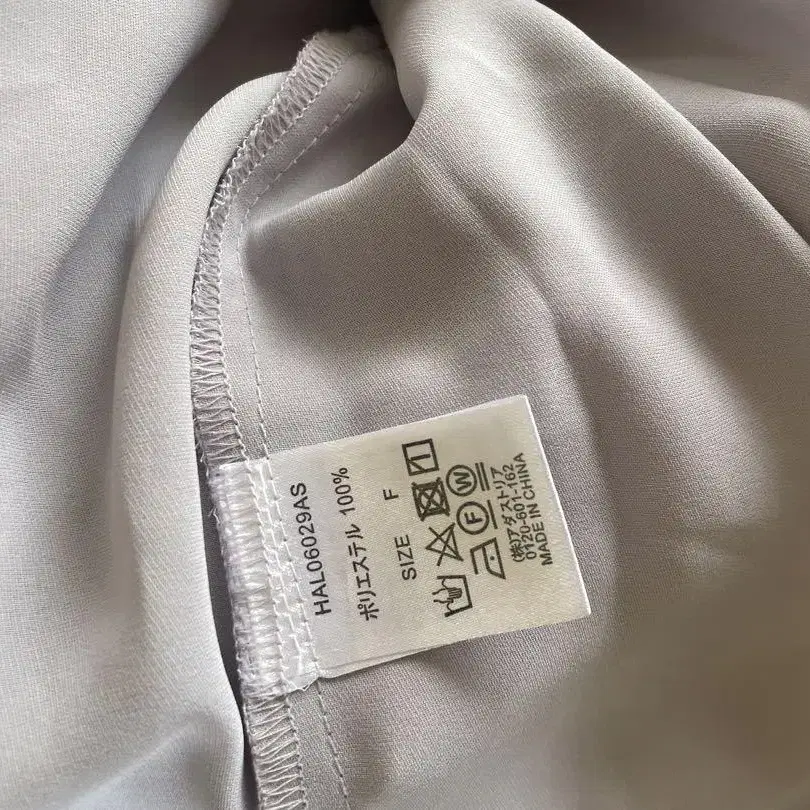 HAL06029AS
ポリエステル 100%
SIZE F
F W
(株)アダストリア
0120-601-162
MADE IN CHINA